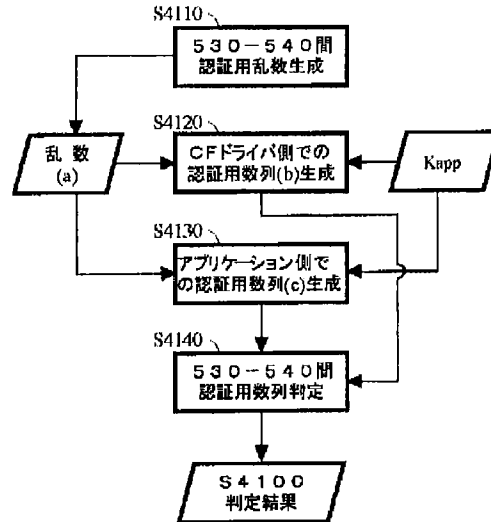 S4110
５３０－５４０間
認証用乱数生成
S4120
乱 数
(a)
ＣＦドライバ側での
認証用数列(b)生成
Kapp
S4130
アプリケーション側で
の認証用数列(c)生成
S4140
５３０－５４０間
認証用数列判定
Ｓ４１００
判定結果